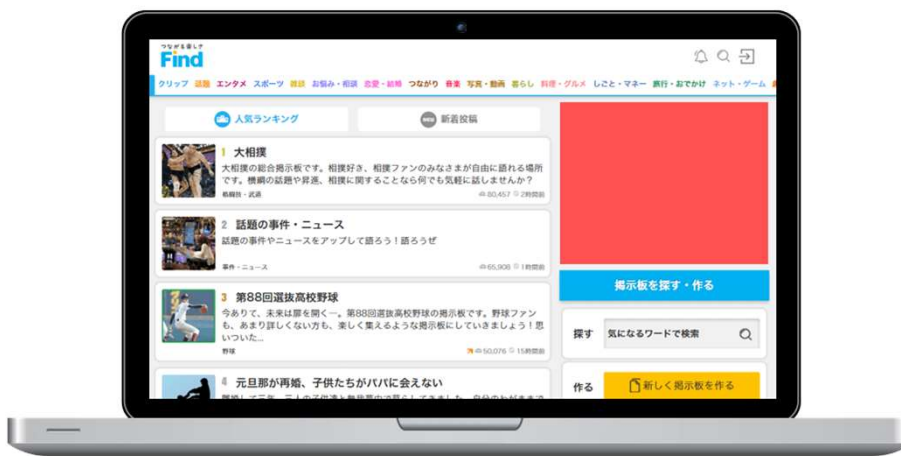 つながる楽しさ
Find
クリップ 話題 エンタメ スポーツ 雑談 お悩み・相談 恋愛・結婚 つながり 音楽 写真・動画 暮らし 料理・グルメ しごと・マネー 旅行・おでかけ ネット・ゲーム
人気ランキング
NEW 新着投稿
1 大相撲
大相撲の総合掲示板です。相撲好き、相撲ファンのみなさまが自由に語れる場所
です。横綱の話題や昇進、相撲に関することなら何でも気軽に話しませんか?
格闘技・武道 80,457 2時間前
2 話題の事件・ニュース
話題の事件やニュースをアップして語ろう!語ろうぜ
事件・ニュース 65,908 1時間前
3 第88回選抜高校野球
今ありて、未来は扉を開く―。第88回選抜高校野球の掲示板です。野球ファン
も、あまり詳しくない方も、楽しく集えるような掲示板にしていきましょう!思
いついた...
野球 50,076 15時間前
4 元旦那が再婚、子供たちがパパに会えない
掲示板を探す・作る
探す 気になるワードで検索
作る 新しく掲示板を作る